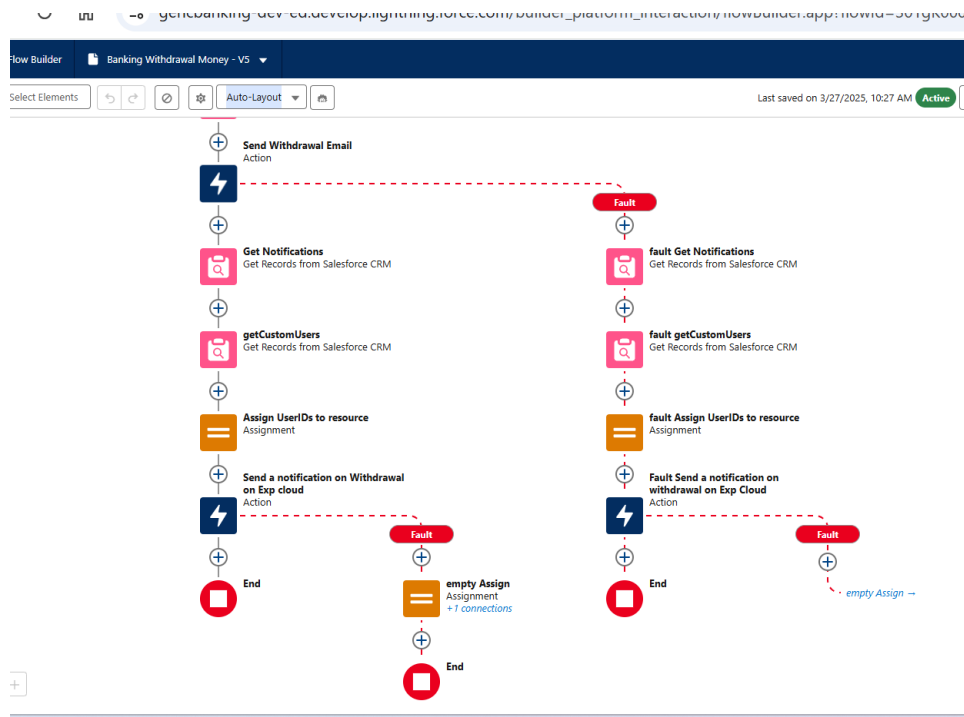 Flow Builder
Banking Withdrawal Money - V5
Select Elements
Auto-Layout
Last saved on 3/27/2025, 10:27 AM
Active
Send Withdrawal Email
Action
Fault
Get Notifications
Get Records from Salesforce CRM
fault Get Notifications
Get Records from Salesforce CRM
getCustomUsers
Get Records from Salesforce CRM
fault getCustomUsers
Get Records from Salesforce CRM
Assign UserIDs to resource
Assignment
fault Assign UserIDs to resource
Assignment
Send a notification on Withdrawal
on Exp cloud
Action
Fault Send a notification on
withdrawal on Exp Cloud
Action
Fault
Fault
End
empty Assign
Assignment
+1 connections
End
empty Assign →
End